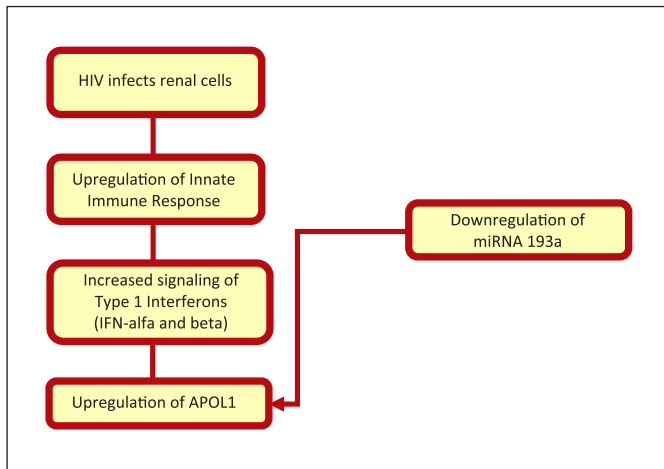 HIV infects renal cells
Upregulation of Innate
Immune Response
Downregulation of
miRNA 193a
Increased signaling of
Type 1 Interferons
(IFN-alfa and beta)
Upregulation of APOL1